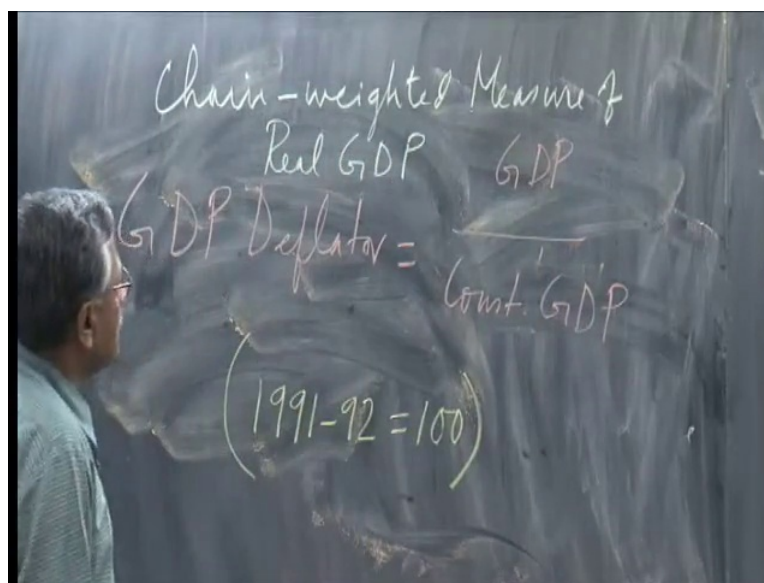 Chain-weighted Measure of
Real GDP
GDP
GDP Deflator =
Const. GDP
(1991-92 = 100)